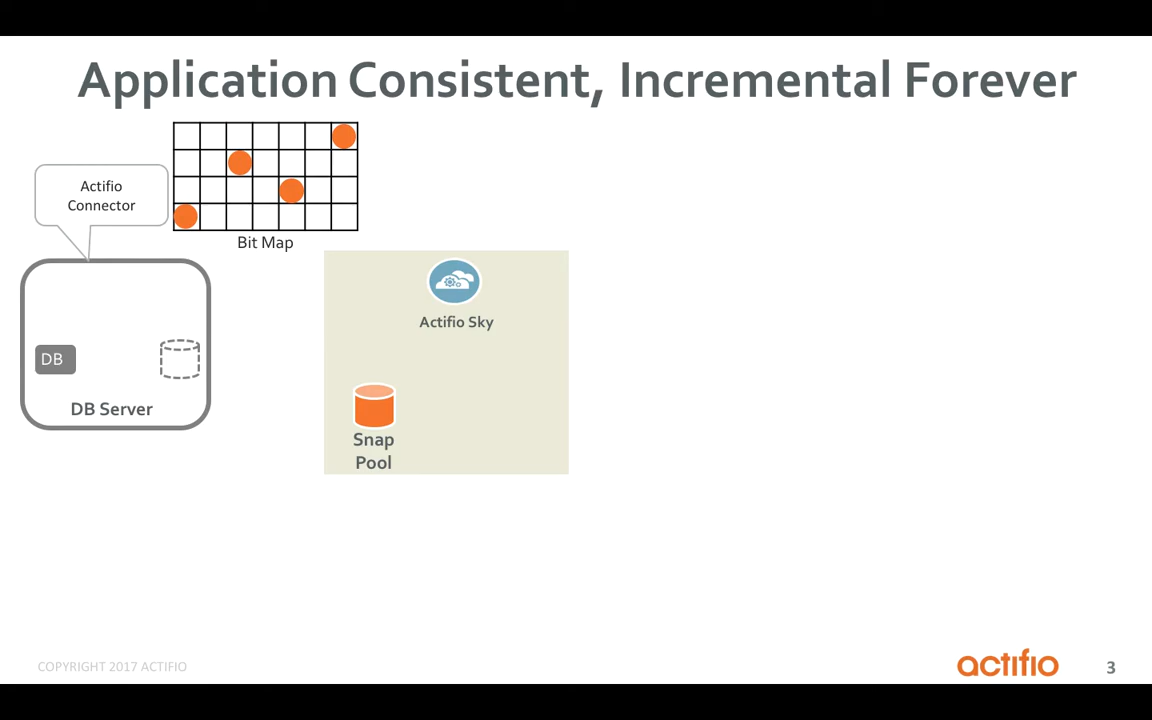 Application Consistent, Incremental Forever
Actifio
Connector
Bit Map
Actifio Sky
DB
DB Server
Snap
Pool
COPYRIGHT 2017 ACTIFIO
actifio
3